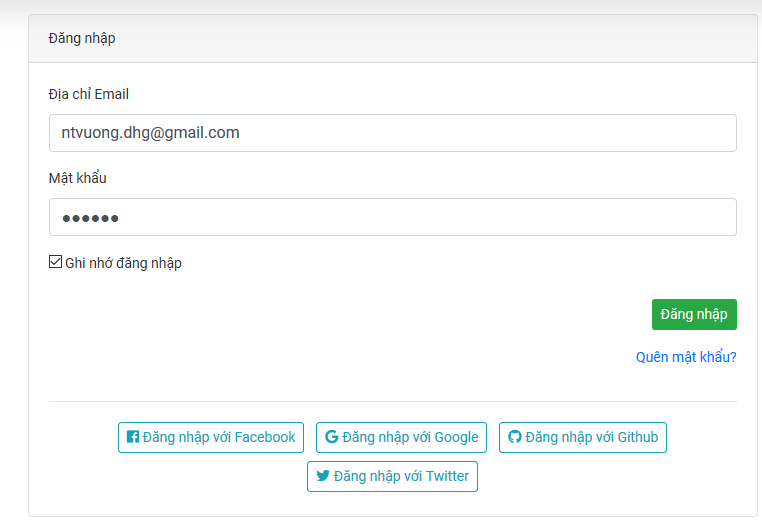 Đăng nhập
Địa chỉ Email
ntvuong.dhg@gmail.com
Mật khẩu
●●●●●●
Ghi nhớ đăng nhập
Đăng nhập
Quên mật khẩu?
Đăng nhập với Facebook
Đăng nhập với Google
Đăng nhập với Github
Đăng nhập với Twitter